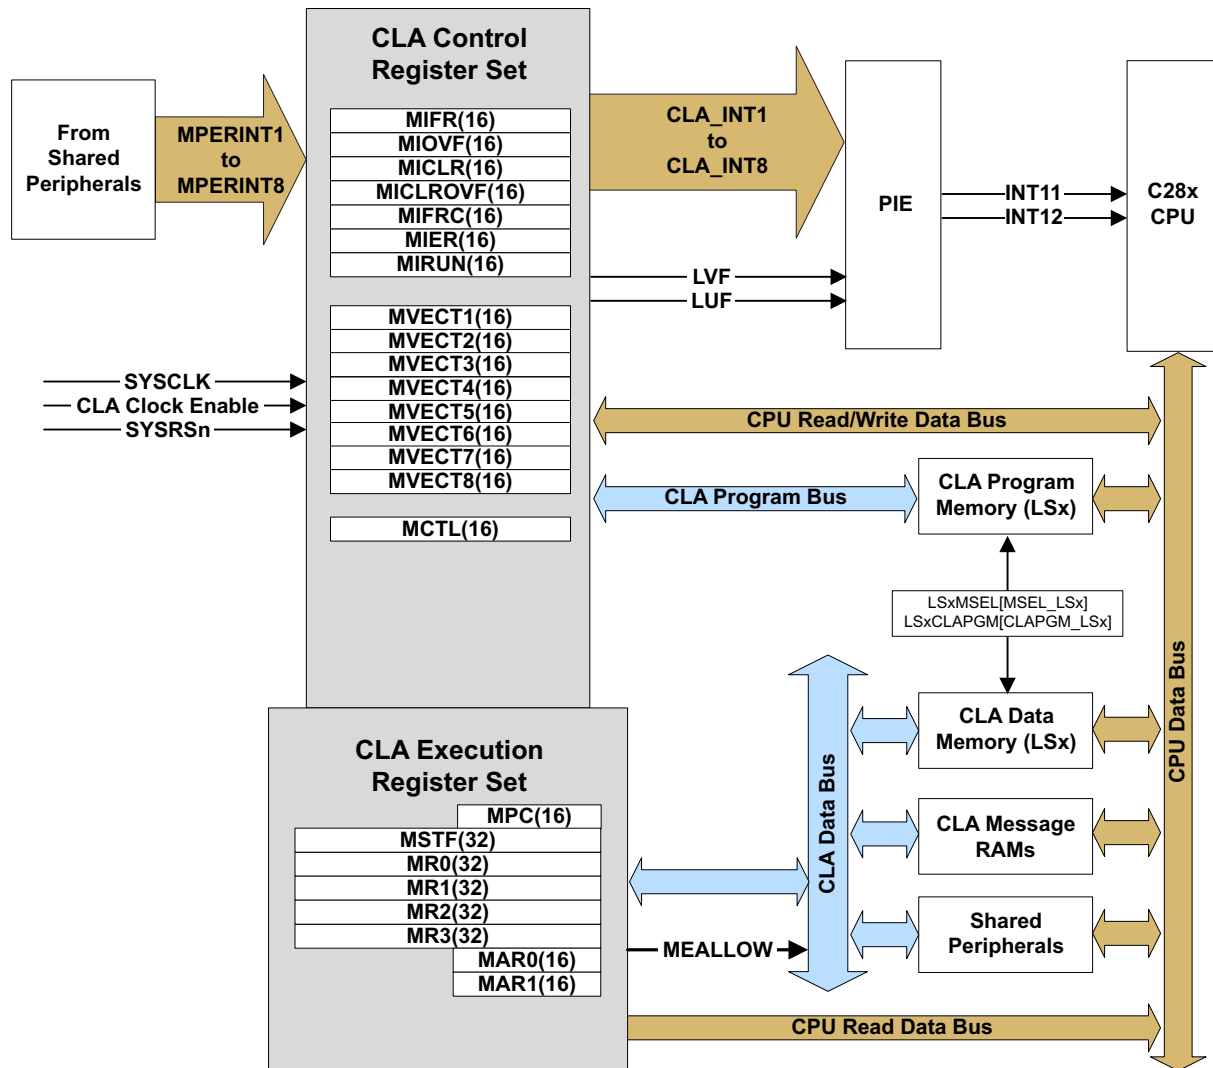 CLA Control
Register Set
From
Shared
Peripherals
MPERINT1
to
MPERINT8
MIFR(16)
MIOVF(16)
MICLR(16)
MICLROVF(16)
MIFRC(16)
MIER(16)
MIRUN(16)
CLA_INT1
to
CLA_INT8
PIE
INT11
INT12
C28x
CPU
LVF
LUF
MVECT1(16)
MVECT2(16)
MVECT3(16)
MVECT4(16)
MVECT5(16)
MVECT6(16)
MVECT7(16)
MVECT8(16)
SYSCLK
CLA Clock Enable
SYSRSn
CPU Read/Write Data Bus
CLA Program Bus
CLA Program
Memory (LSx)
MCTL(16)
LSxMSEL[MSEL_LSx]
LSxCLAPGM[CLAPGM_LSx]
CPU Data Bus
CLA Data Bus
CLA Data
Memory (LSx)
CLA Execution
Register Set
MPC(16)
MSTF(32)
MR0(32)
MR1(32)
MR2(32)
MR3(32)
MAR0(16)
MAR1(16)
CLA Message
RAMs
Shared
Peripherals
MEALLOW
CPU Read Data Bus